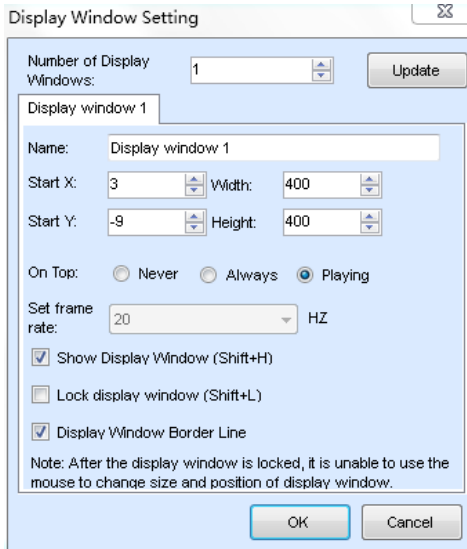 Display Window Setting
Number of Display
Windows:
1
Update
Display window 1
Name: Display window 1
Start X: 3 Width: 400
Start Y: -9 Height: 400
On Top: Never Always Playing
Set frame
rate:
20 HZ
Show Display Window (Shift+H)
Lock display window (Shift+L)
Display Window Border Line
Note: After the display window is locked, it is unable to use the
mouse to change size and position of display window.
OK Cancel